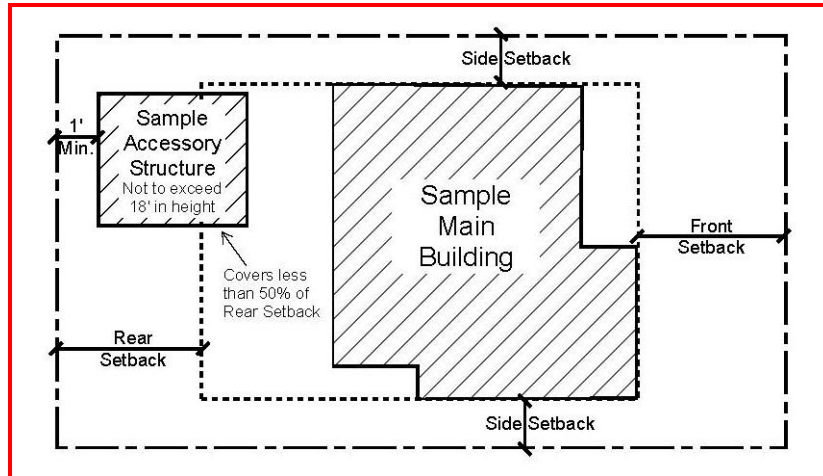 Side Setback
1'
Min.
Sample
Accessory
Structure
Not to exceed
18' in height
Sample
Main
Building
Front
Setback
Covers less
than 50% of
Rear Setback
Rear
Setback
Side Setback